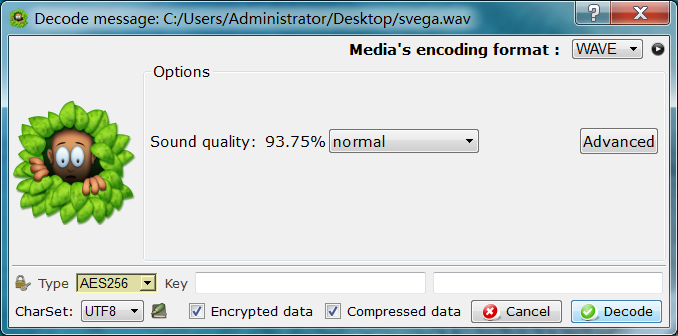 Decode message: C:/Users/Administrator/Desktop/svega.wav
Media's encoding format : WAVE
Options
Sound quality: 93.75% normal Advanced
Type AES256 Key
CharSet: UTF8 Encrypted data Compressed data Cancel Decode